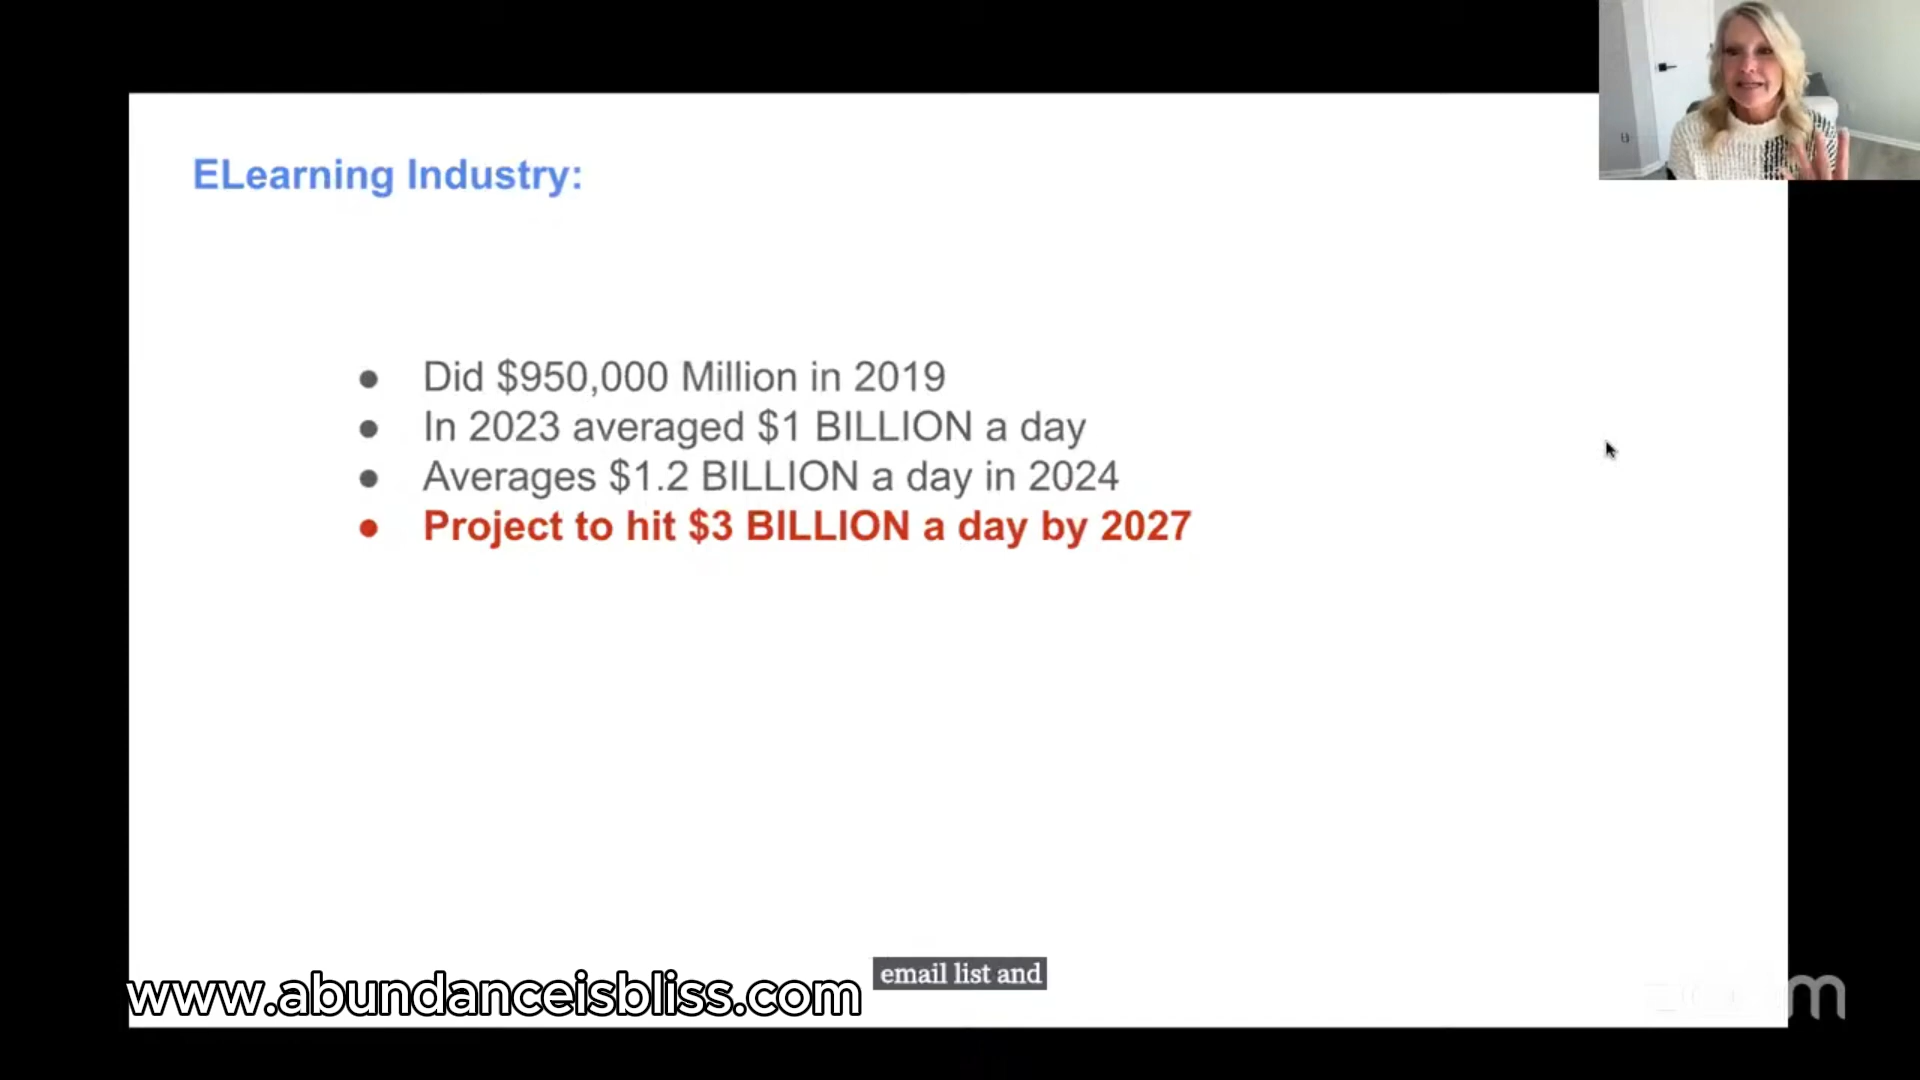 ELearning Industry:
● Did $950,000 Million in 2019
● In 2023 averaged $1 BILLION a day
● Averages $1.2 BILLION a day in 2024
● Project to hit $3 BILLION a day by 2027
email list and
www.abundanceisbliss.com